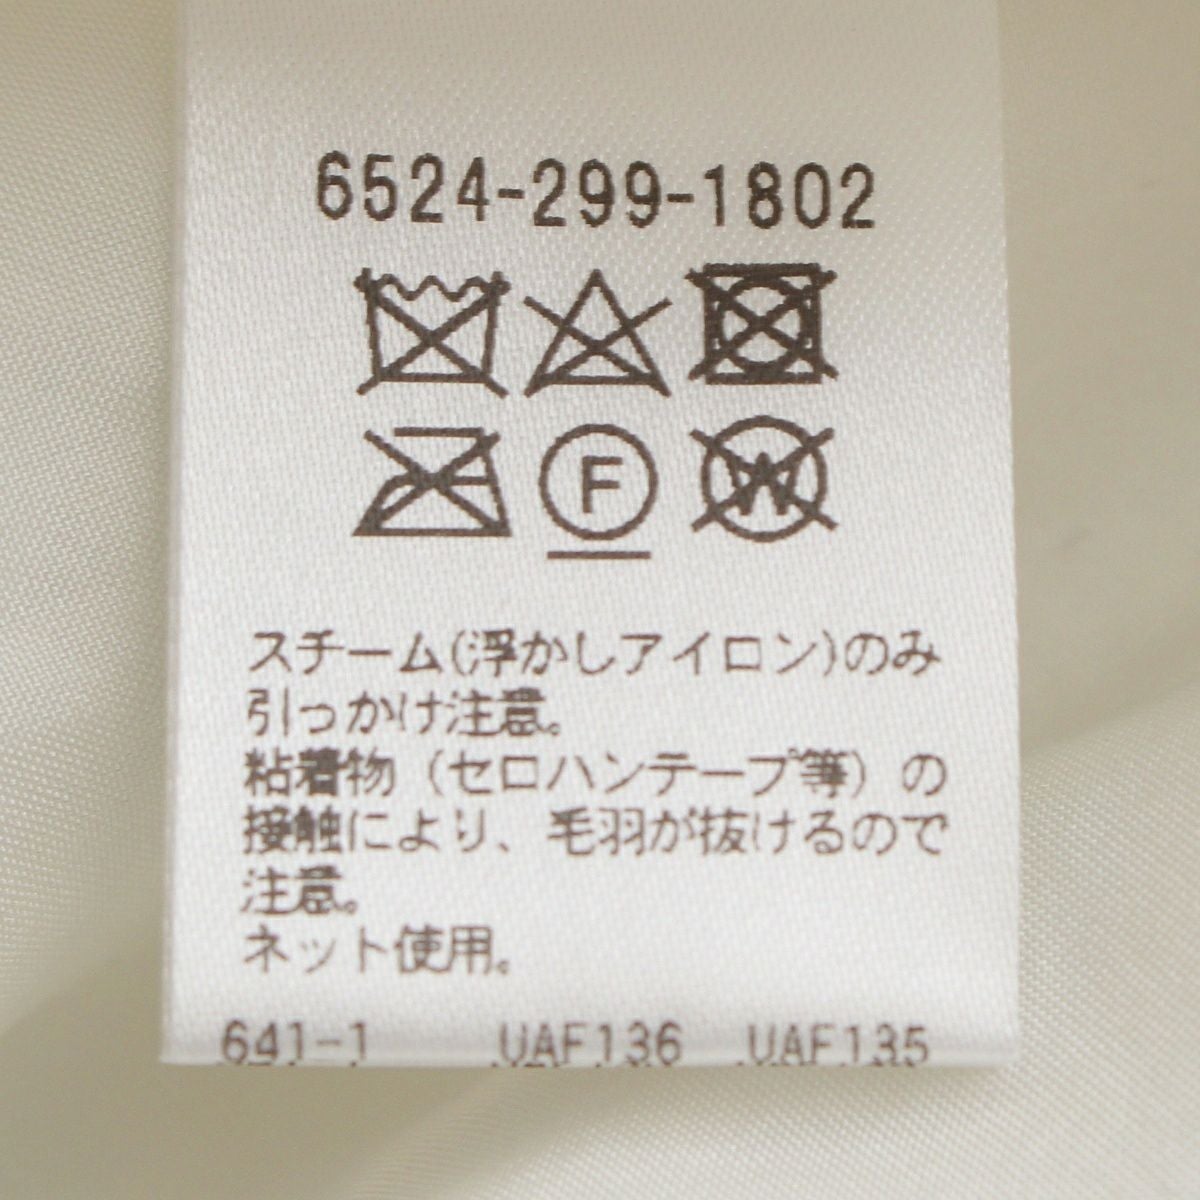 6524-299-1802
F
W
スチーム(浮かしアイロン)のみ
引っかけ注意。
粘着物（セロハンテープ等）の
接触により、毛羽が抜けるので
注意。
ネット使用。
641-1 UAF136 UAF135